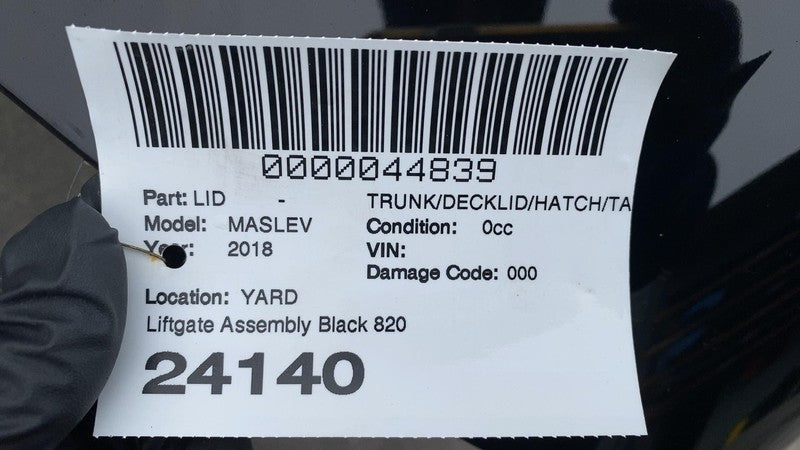 0000044839
Part: LID - TRUNK/DECKLID/HATCH/TA
Model: MASLEV Condition: 0cc
Year: 2018 VIN:
Damage Code: 000
Location: YARD
Liftgate Assembly Black 820
24140